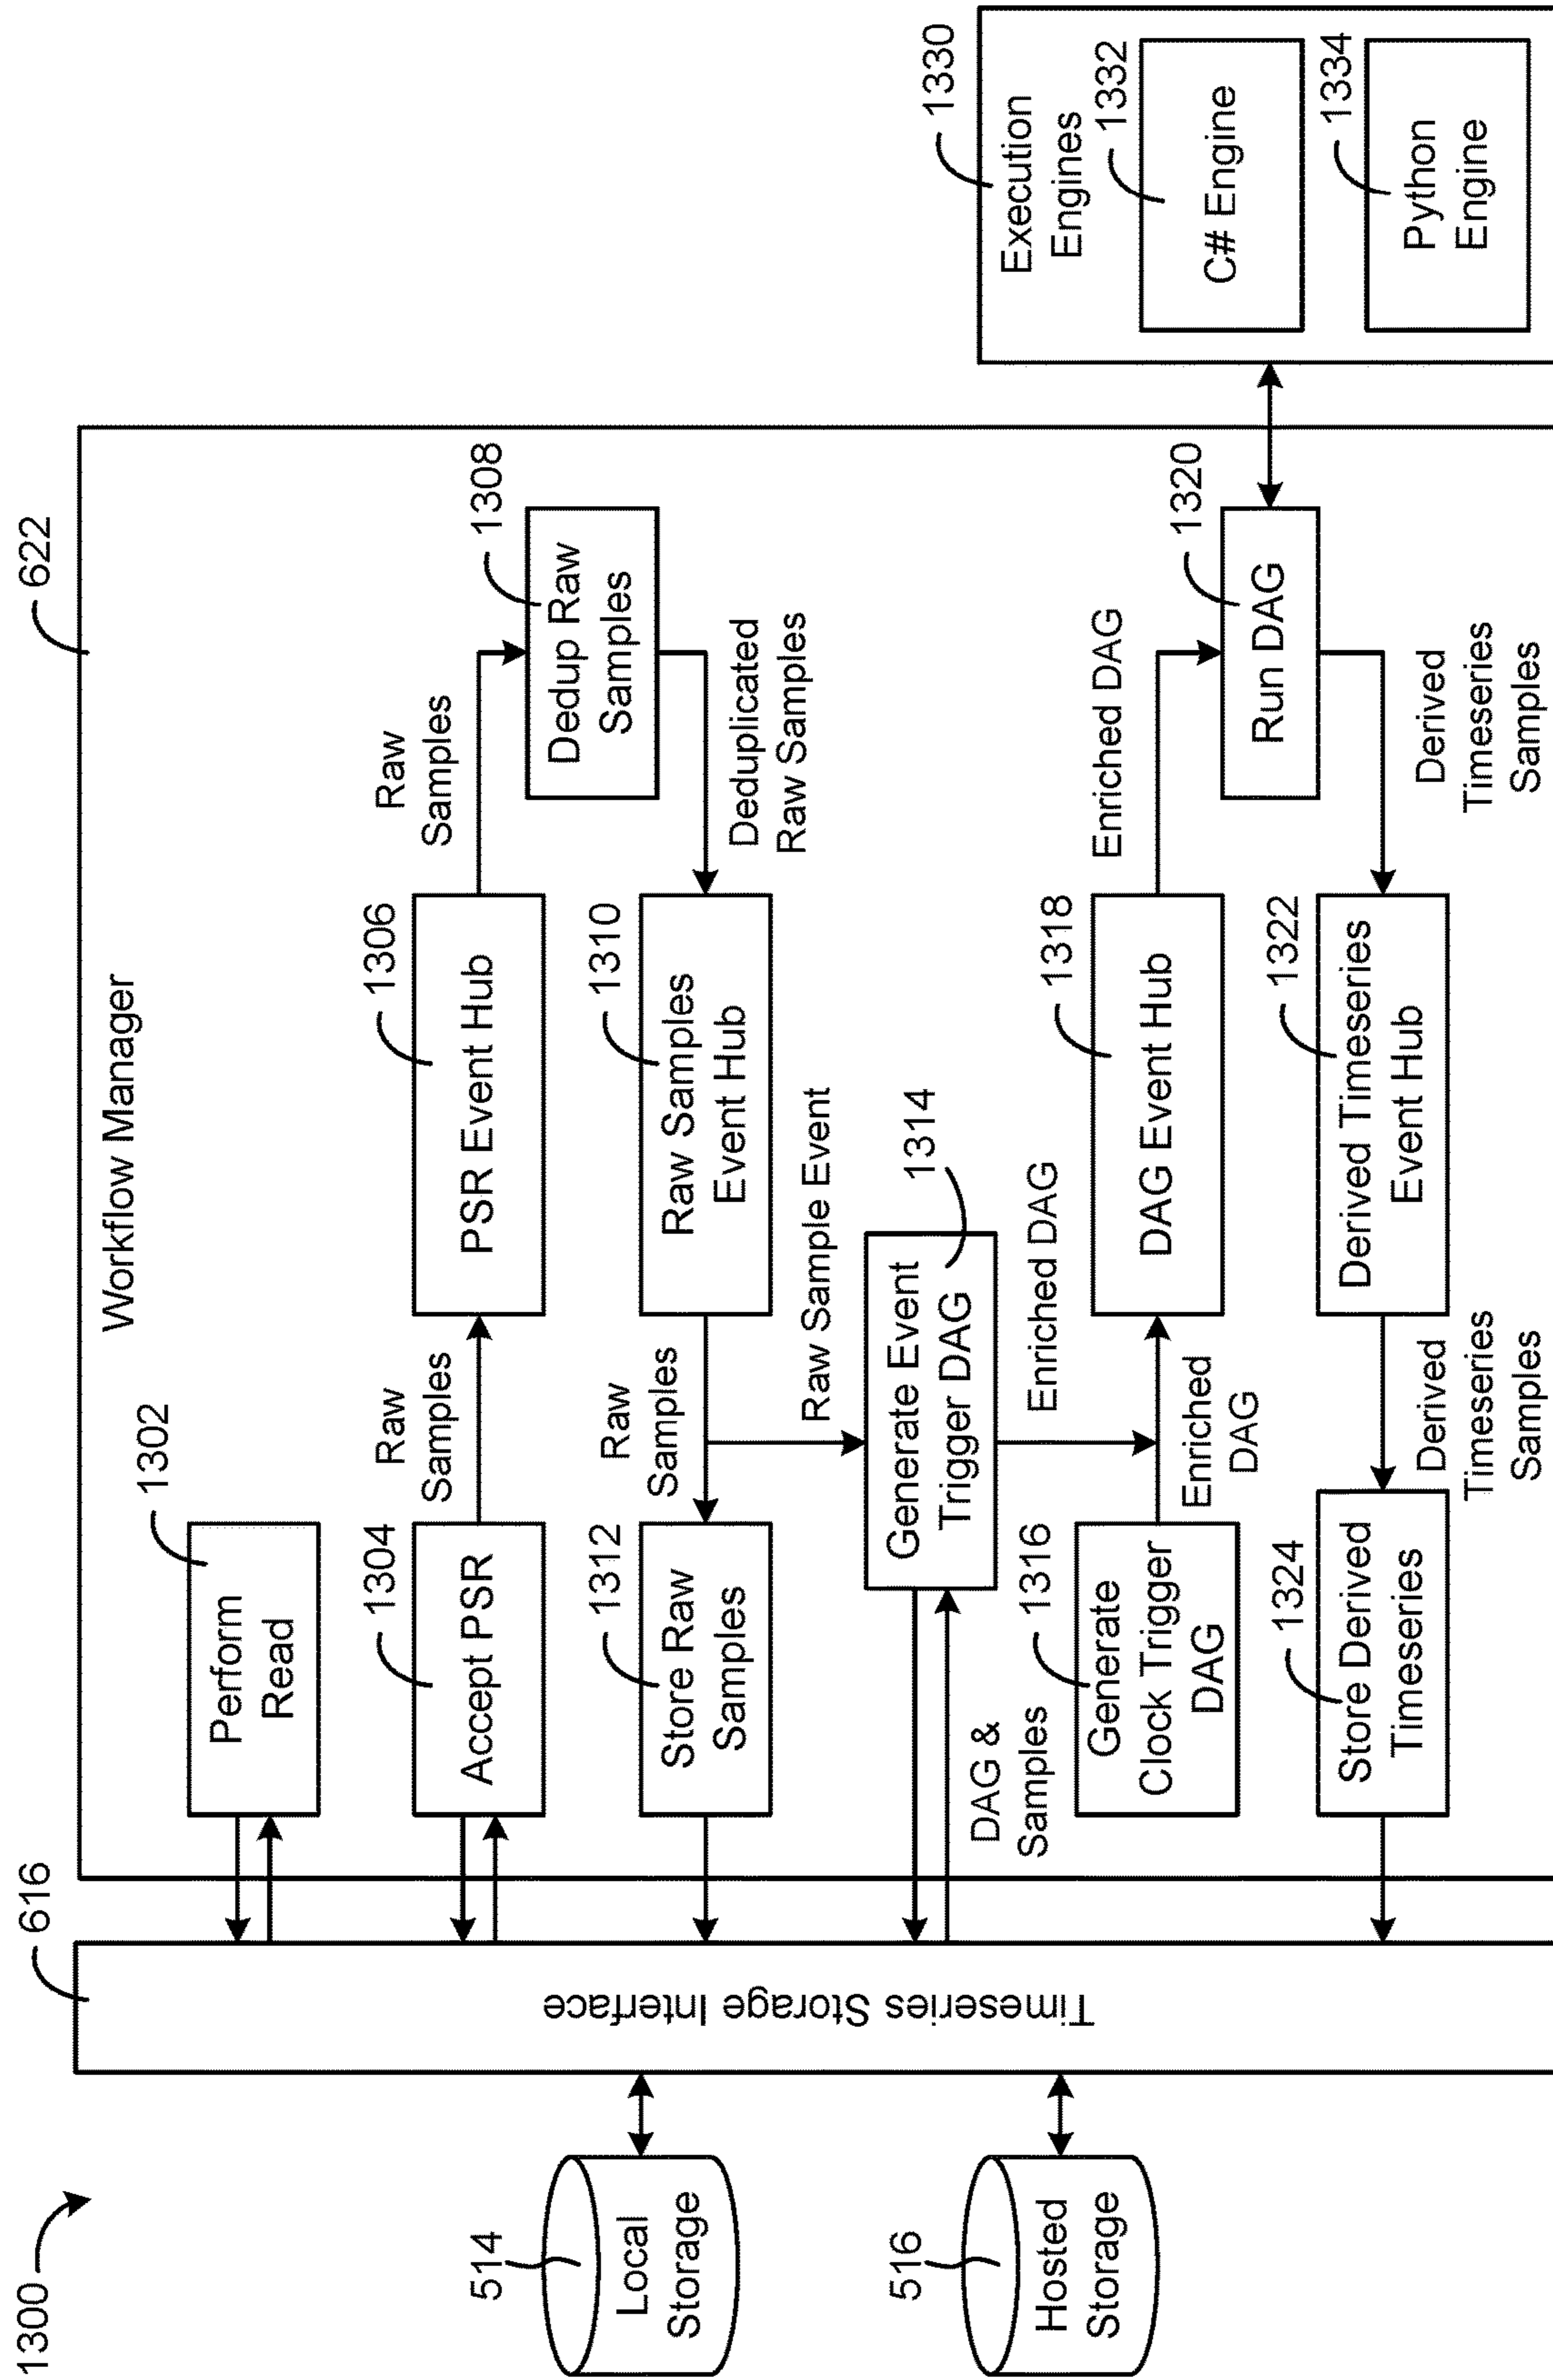 1300
616
622
Workflow Manager
Timeseries Storage Interface
514
Local
Storage
516
Hosted
Storage
1302
Perform
Read
1304
Accept PSR
Raw
Samples
1306
PSR Event Hub
Raw
Samples
1308
Dedup Raw
Samples
Deduplicated
Raw Samples
1310
Raw Samples
Event Hub
Raw
Samples
1312
Store Raw
Samples
Raw Sample Event
1314
Generate Event
Trigger DAG
DAG &
Samples
Enriched DAG
1316
Generate
Clock Trigger
DAG
Enriched
DAG
1318
DAG Event Hub
Enriched DAG
1320
Run DAG
Derived
Timeseries
Samples
1322
Derived Timeseries
Event Hub
Derived
Timeseries
Samples
1324
Store Derived
Timeseries
1330
Execution
Engines
1332
C# Engine
1334
Python
Engine